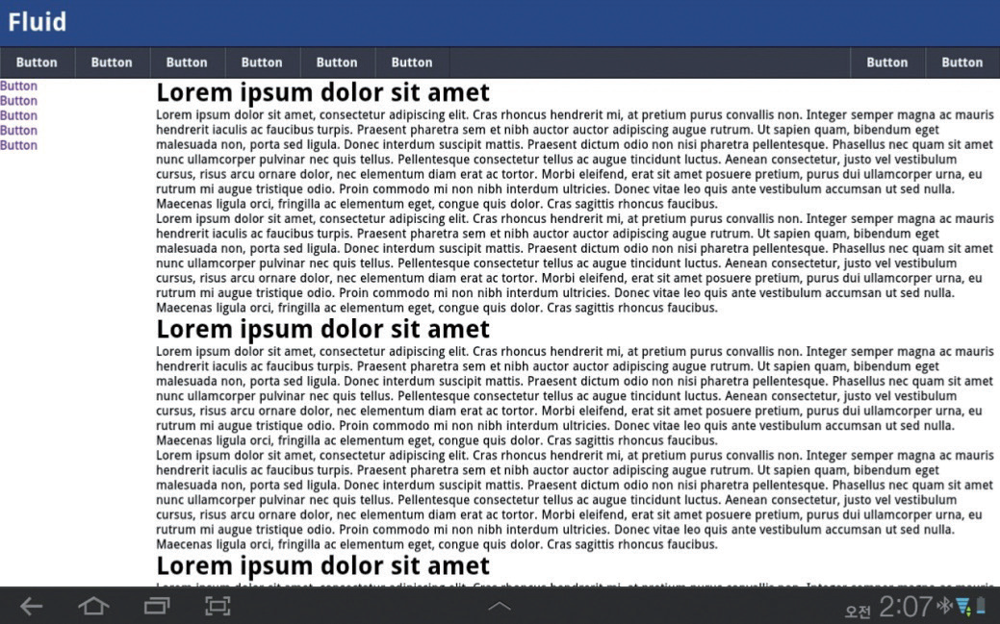 Fluid
Button Button Button Button Button Button Button Button
Button
Button
Button
Button
Button
Lorem ipsum dolor sit amet
Lorem ipsum dolor sit amet, consectetur adipiscing elit. Cras rhoncus hendrerit mi, at pretium purus convallis non. Integer semper magna ac mauris
hendrerit iaculis ac faucibus turpis. Praesent pharetra sem et nibh auctor auctor adipiscing augue rutrum. Ut sapien quam, bibendum eget
malesuada non, porta sed ligula. Donec interdum suscipit mattis. Praesent dictum odio non nisi pharetra pellentesque. Phasellus nec quam sit amet
nunc ullamcorper pulvinar nec quis tellus. Pellentesque consectetur tellus ac augue tincidunt luctus. Aenean consectetur, justo vel vestibulum
cursus, risus arcu ornare dolor, nec elementum diam erat ac tortor. Morbi eleifend, erat sit amet posuere pretium, purus dui ullamcorper urna, eu
rutrum mi augue tristique odio. Proin commodo mi non nibh interdum ultricies. Donec vitae leo quis ante vestibulum accumsan ut sed nulla.
Maecenas ligula orci, fringilla ac elementum eget, congue quis dolor. Cras sagittis rhoncus faucibus.
Lorem ipsum dolor sit amet, consectetur adipiscing elit. Cras rhoncus hendrerit mi, at pretium purus convallis non. Integer semper magna ac mauris
hendrerit iaculis ac faucibus turpis. Praesent pharetra sem et nibh auctor auctor adipiscing augue rutrum. Ut sapien quam, bibendum eget
malesuada non, porta sed ligula. Donec interdum suscipit mattis. Praesent dictum odio non nisi pharetra pellentesque. Phasellus nec quam sit amet
nunc ullamcorper pulvinar nec quis tellus. Pellentesque consectetur tellus ac augue tincidunt luctus. Aenean consectetur, justo vel vestibulum
cursus, risus arcu ornare dolor, nec elementum diam erat ac tortor. Morbi eleifend, erat sit amet posuere pretium, purus dui ullamcorper urna, eu
rutrum mi augue tristique odio. Proin commodo mi non nibh interdum ultricies. Donec vitae leo quis ante vestibulum accumsan ut sed nulla.
Maecenas ligula orci, fringilla ac elementum eget, congue quis dolor. Cras sagittis rhoncus faucibus.
Lorem ipsum dolor sit amet
Lorem ipsum dolor sit amet, consectetur adipiscing elit. Cras rhoncus hendrerit mi, at pretium purus convallis non. Integer semper magna ac mauris
hendrerit iaculis ac faucibus turpis. Praesent pharetra sem et nibh auctor auctor adipiscing augue rutrum. Ut sapien quam, bibendum eget
malesuada non, porta sed ligula. Donec interdum suscipit mattis. Praesent dictum odio non nisi pharetra pellentesque. Phasellus nec quam sit amet
nunc ullamcorper pulvinar nec quis tellus. Pellentesque consectetur tellus ac augue tincidunt luctus. Aenean consectetur, justo vel vestibulum
cursus, risus arcu ornare dolor, nec elementum diam erat ac tortor. Morbi eleifend, erat sit amet posuere pretium, purus dui ullamcorper urna, eu
rutrum mi augue tristique odio. Proin commodo mi non nibh interdum ultricies. Donec vitae leo quis ante vestibulum accumsan ut sed nulla.
Maecenas ligula orci, fringilla ac elementum eget, congue quis dolor. Cras sagittis rhoncus faucibus.
Lorem ipsum dolor sit amet, consectetur adipiscing elit. Cras rhoncus hendrerit mi, at pretium purus convallis non. Integer semper magna ac mauris
hendrerit iaculis ac faucibus turpis. Praesent pharetra sem et nibh auctor auctor adipiscing augue rutrum. Ut sapien quam, bibendum eget
malesuada non, porta sed ligula. Donec interdum suscipit mattis. Praesent dictum odio non nisi pharetra pellentesque. Phasellus nec quam sit amet
nunc ullamcorper pulvinar nec quis tellus. Pellentesque consectetur tellus ac augue tincidunt luctus. Aenean consectetur, justo vel vestibulum
cursus, risus arcu ornare dolor, nec elementum diam erat ac tortor. Morbi eleifend, erat sit amet posuere pretium, purus dui ullamcorper urna, eu
rutrum mi augue tristique odio. Proin commodo mi non nibh interdum ultricies. Donec vitae leo quis ante vestibulum accumsan ut sed nulla.
Maecenas ligula orci, fringilla ac elementum eget, congue quis dolor. Cras sagittis rhoncus faucibus.
Lorem ipsum dolor sit amet
오전 2:07